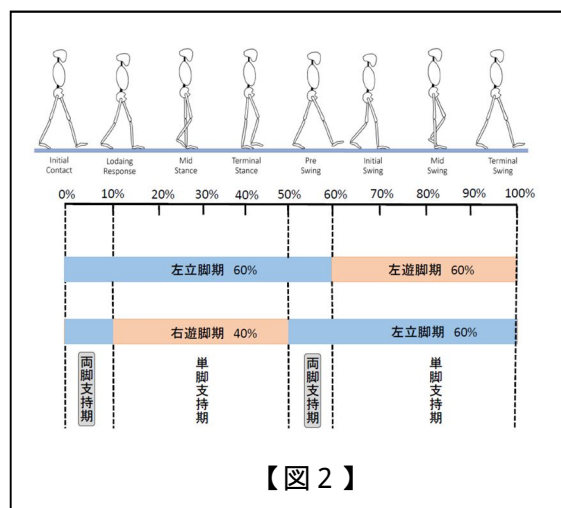 Initial Contact
Lodaing Response
Mid Stance
Terminal Stance
Pre Swing
Initial Swing
Mid Swing
Terminal Swing
0% 10% 20% 30% 40% 50% 60% 70% 80% 90% 100%
左立脚期 60% 左遊脚期 60%
右遊脚期 40% 左立脚期 60%
両脚支持期
単脚支持期
両脚支持期
単脚支持期
【図2】